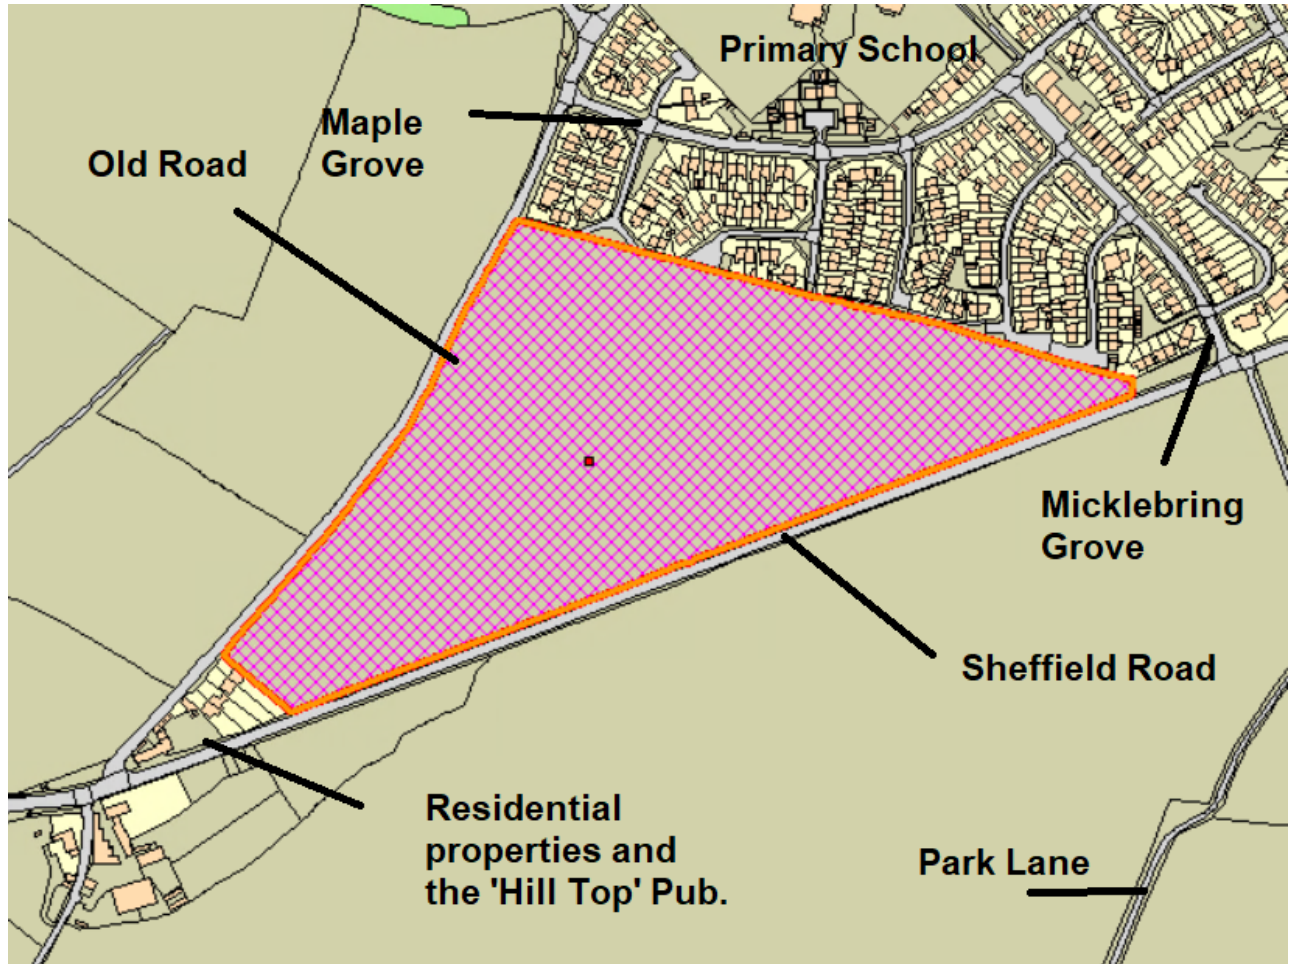 Primary School
Maple
Grove
Old Road
Micklebring
Grove
Sheffield Road
Residential
properties and
the 'Hill Top' Pub.
Park Lane